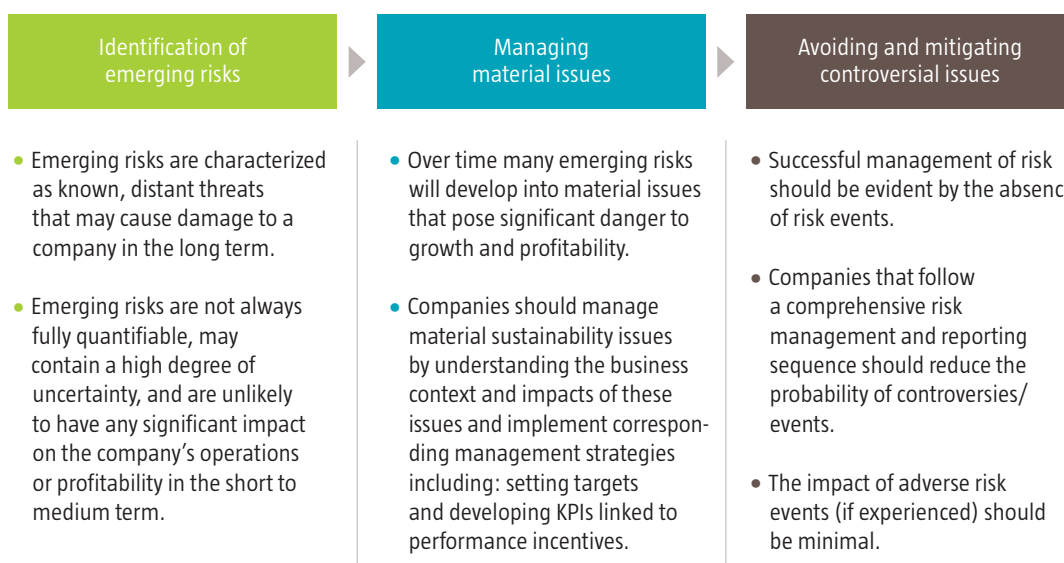 Identification of
emerging risks
Managing
material issues
Avoiding and mitigating
controversial issues
• Emerging risks are characterized
as known, distant threats
that may cause damage to a
company in the long term.
• Emerging risks are not always
fully quantifiable, may
contain a high degree of
uncertainty, and are unlikely
to have any significant impact
on the company’s operations
or profitability in the short to
medium term.
• Over time many emerging risks
will develop into material issues
that pose significant danger to
growth and profitability.
• Companies should manage
material sustainability issues
by understanding the business
context and impacts of these
issues and implement correspon-
ding management strategies
including: setting targets
and developing KPIs linked to
performance incentives.
• Successful management of risk
should be evident by the absenc
of risk events.
• Companies that follow
a comprehensive risk
management and reporting
sequence should reduce the
probability of controversies/
events.
• The impact of adverse risk
events (if experienced) should
be minimal.